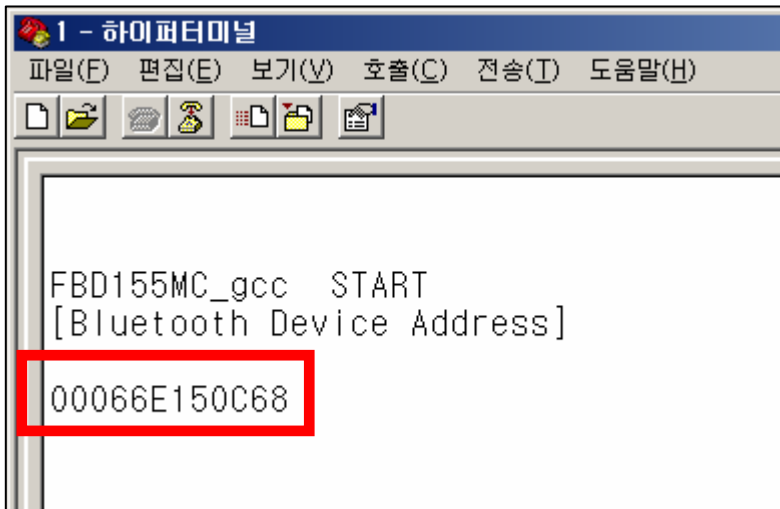 1 - 하이퍼터미널
파일(F) 편집(E) 보기(V) 호출(C) 전송(T) 도움말(H)
FBD155MC_gcc START
[Bluetooth Device Address]
00066E150C68